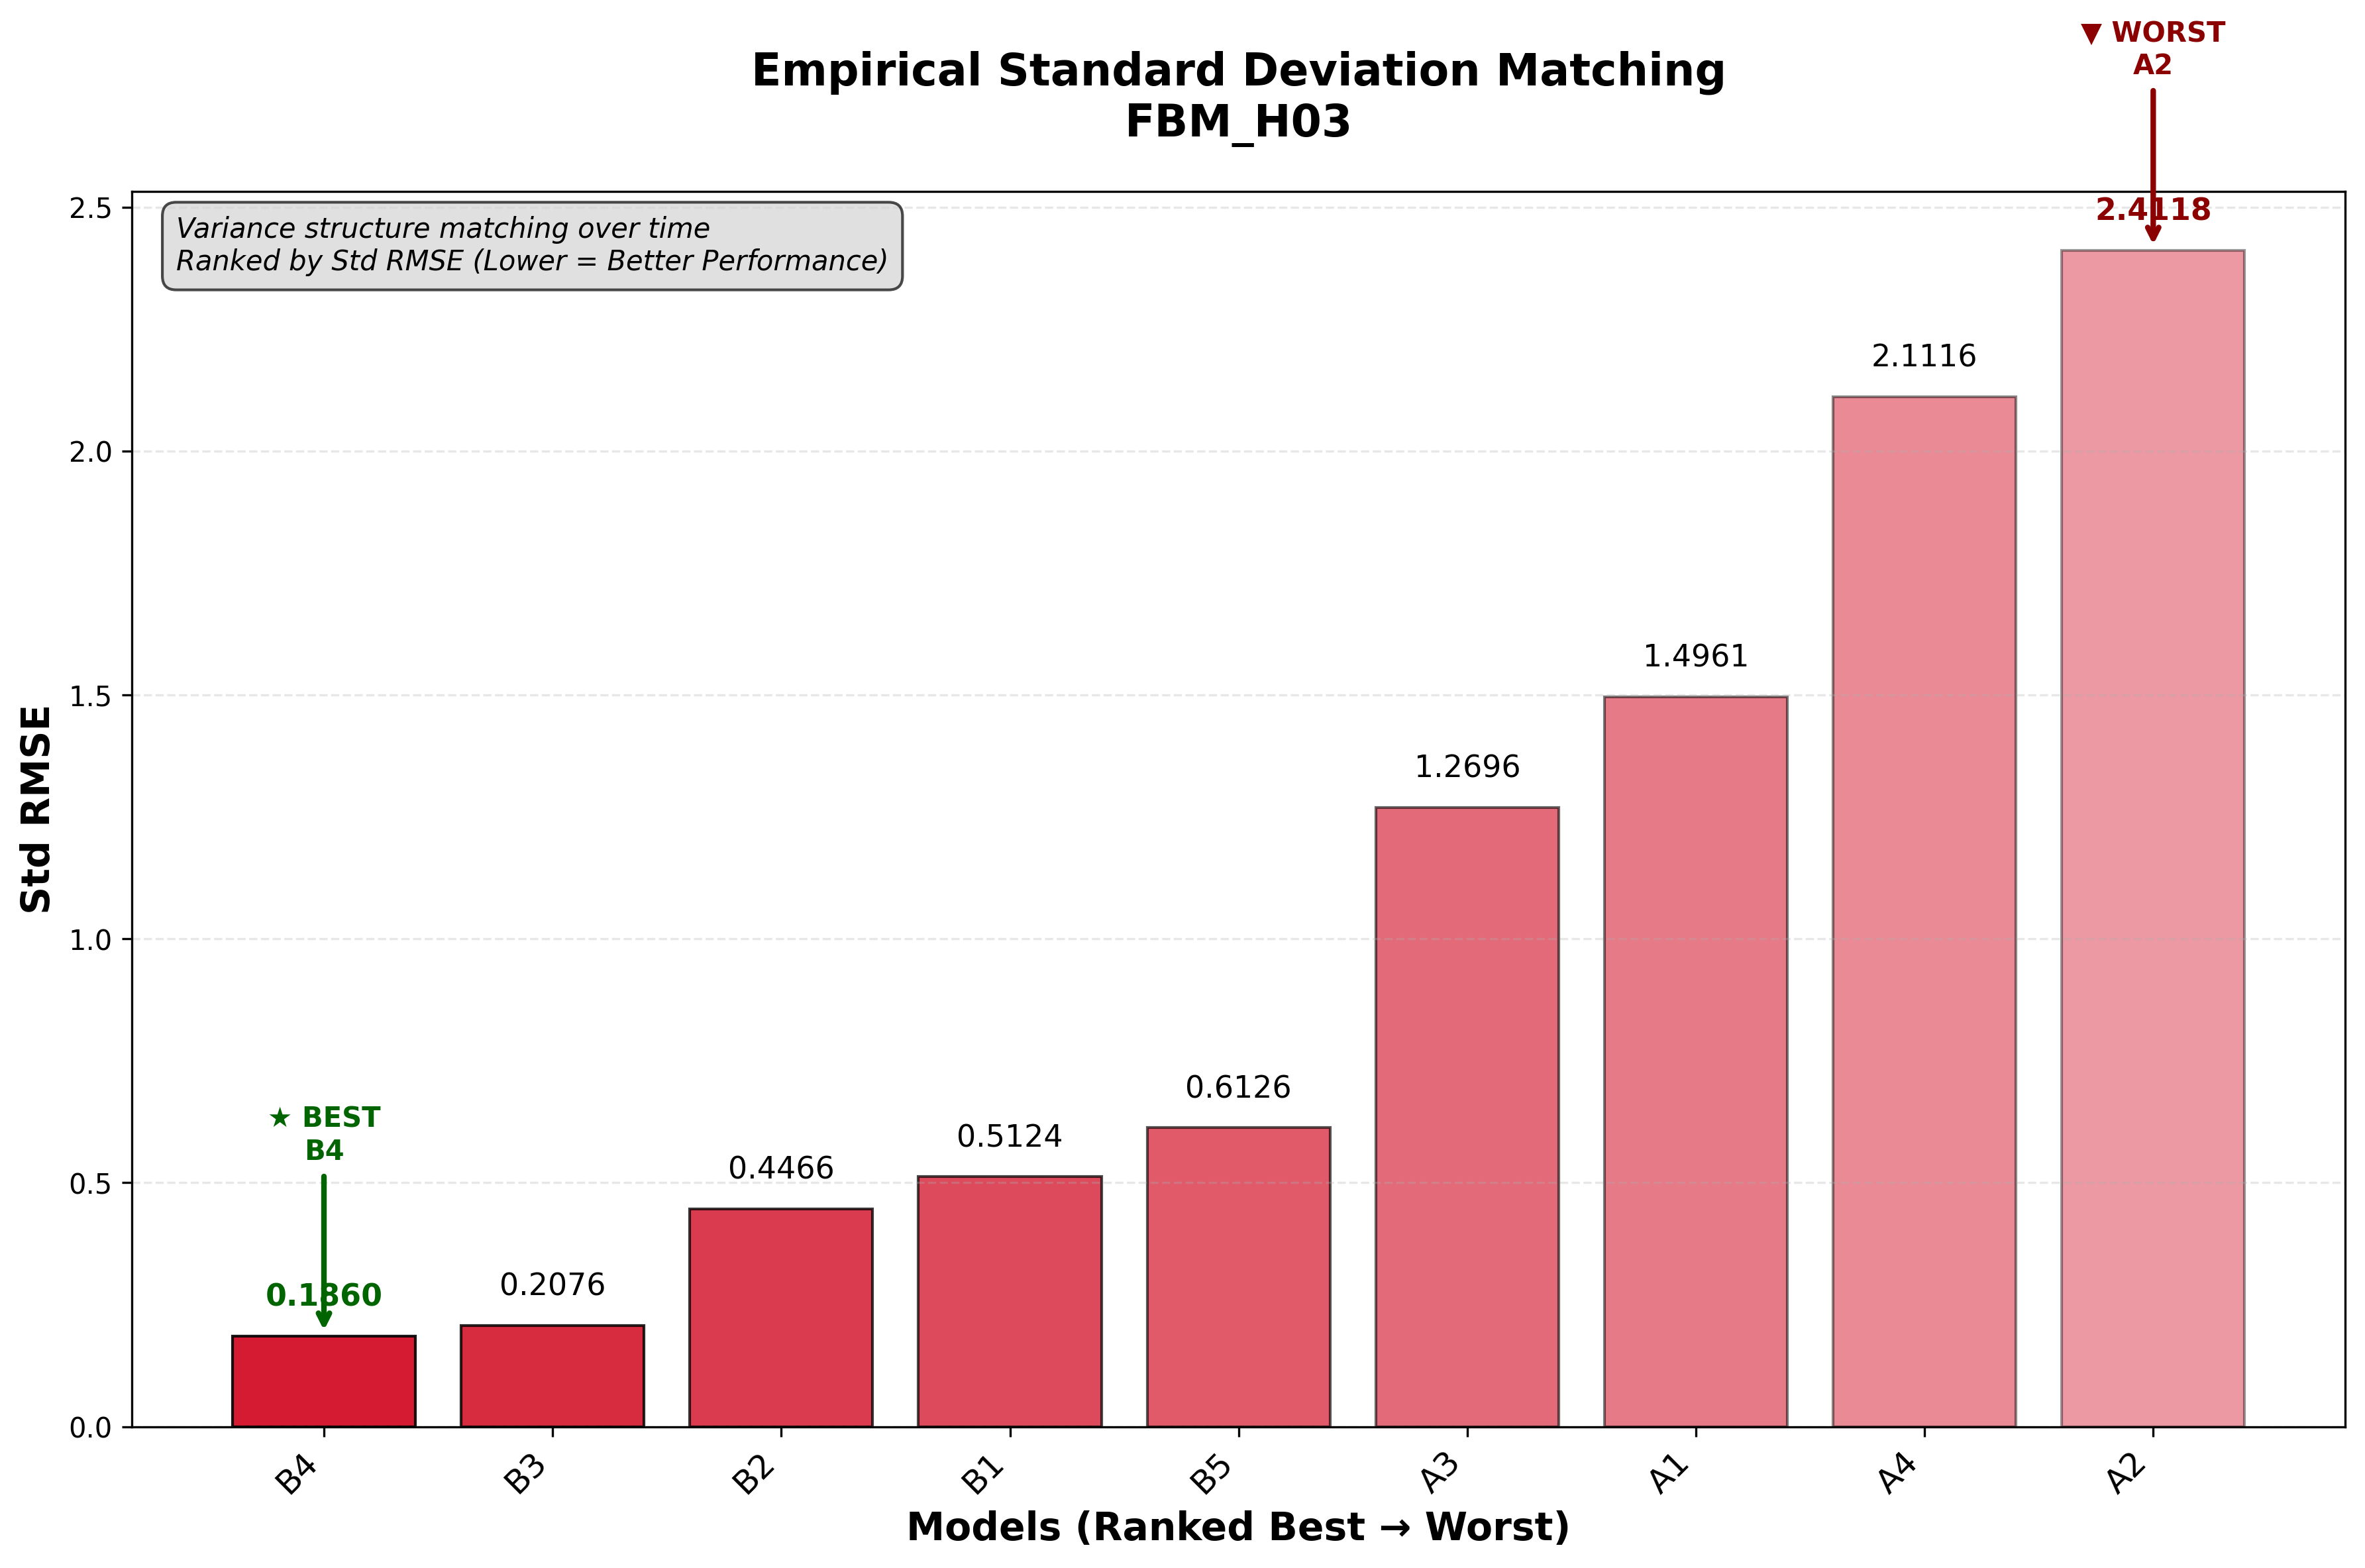 ▼ WORST
A2
Empirical Standard Deviation Matching
FBM_H03
Variance structure matching over time
Ranked by Std RMSE (Lower = Better Performance)
2.5
2.0
1.5
1.0
0.5
0.0
Std RMSE
★ BEST
B4
0.1860
0.2076
0.4466
0.5124
0.6126
1.2696
1.4961
2.1116
2.4118
B4
B3
B2
B1
B5
A3
A1
A4
A2
Models (Ranked Best → Worst)